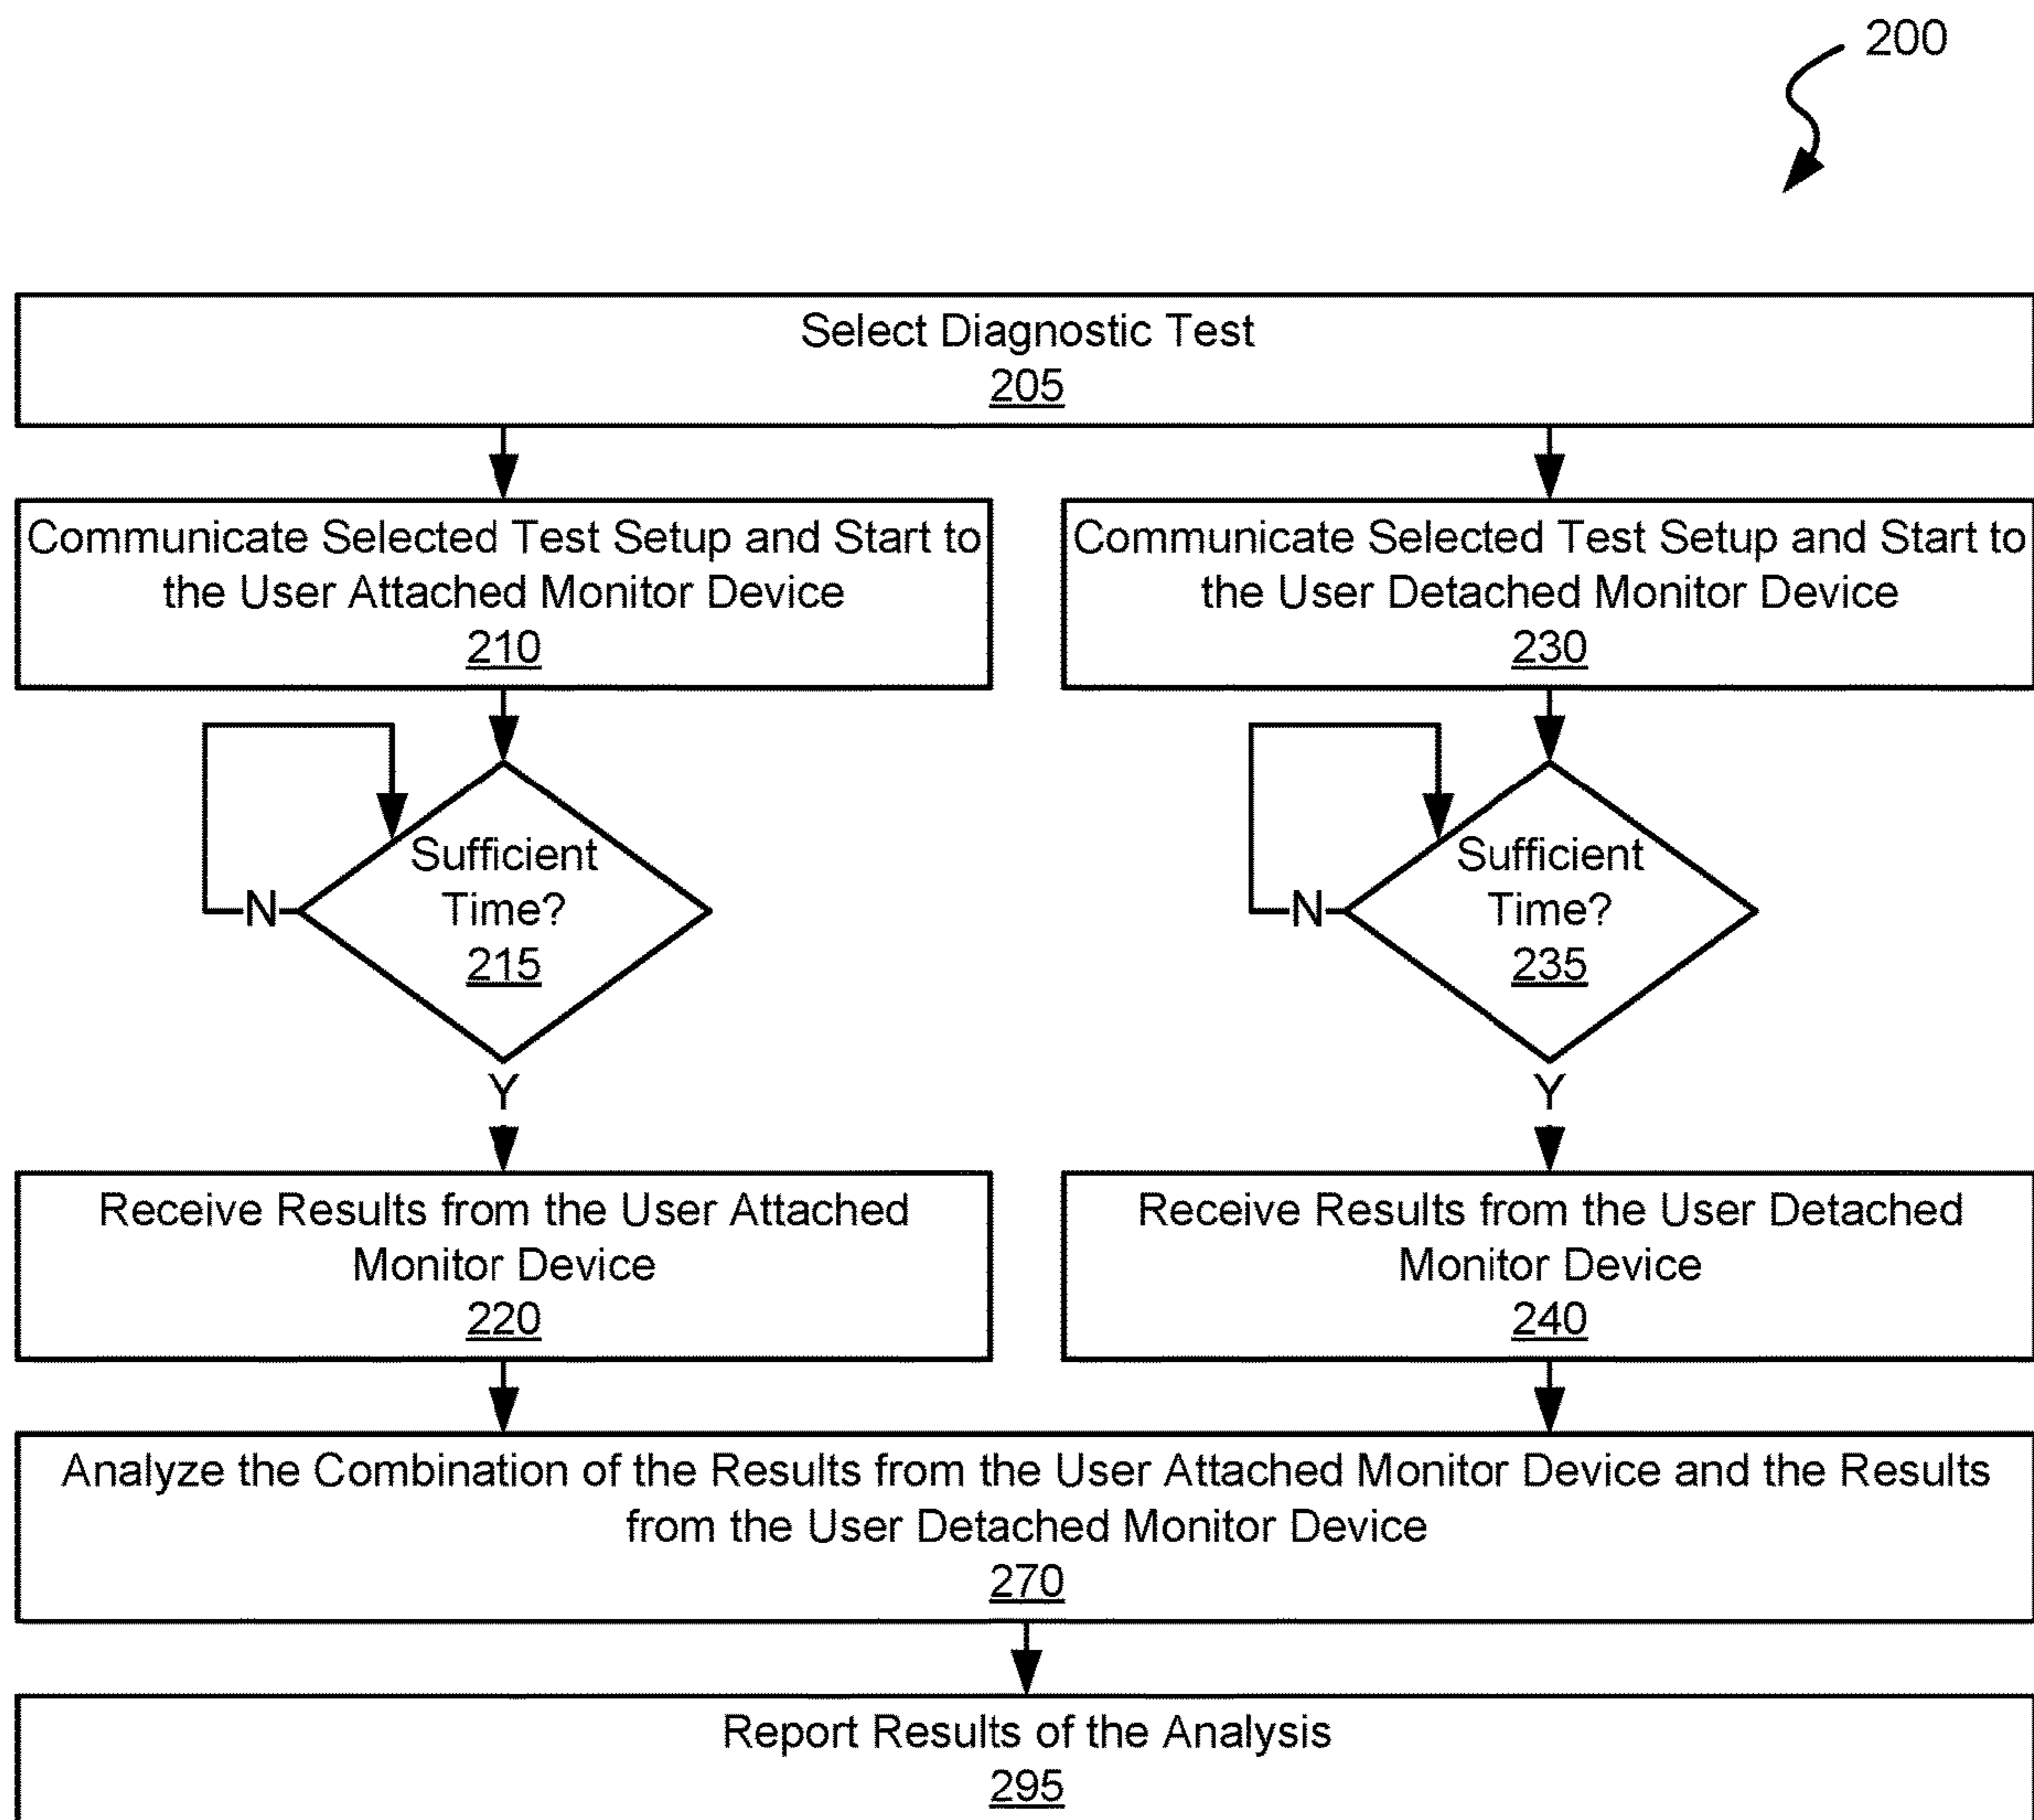 200
Select Diagnostic Test
205
Communicate Selected Test Setup and Start to
the User Attached Monitor Device
210
Communicate Selected Test Setup and Start to
the User Detached Monitor Device
230
Sufficient
Time?
215
N
Y
Sufficient
Time?
235
N
Y
Receive Results from the User Attached
Monitor Device
220
Receive Results from the User Detached
Monitor Device
240
Analyze the Combination of the Results from the User Attached Monitor Device and the Results
from the User Detached Monitor Device
270
Report Results of the Analysis
295